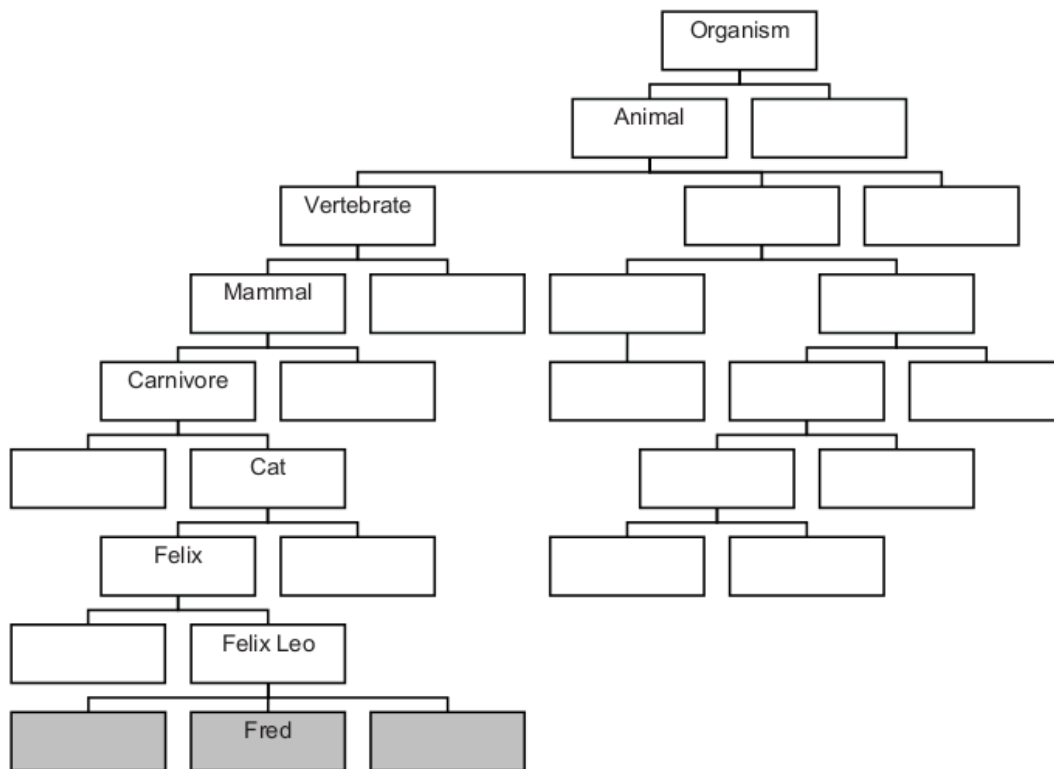 Organism
Animal
Vertebrate
Mammal
Carnivore
Cat
Felix
Felix Leo
Fred